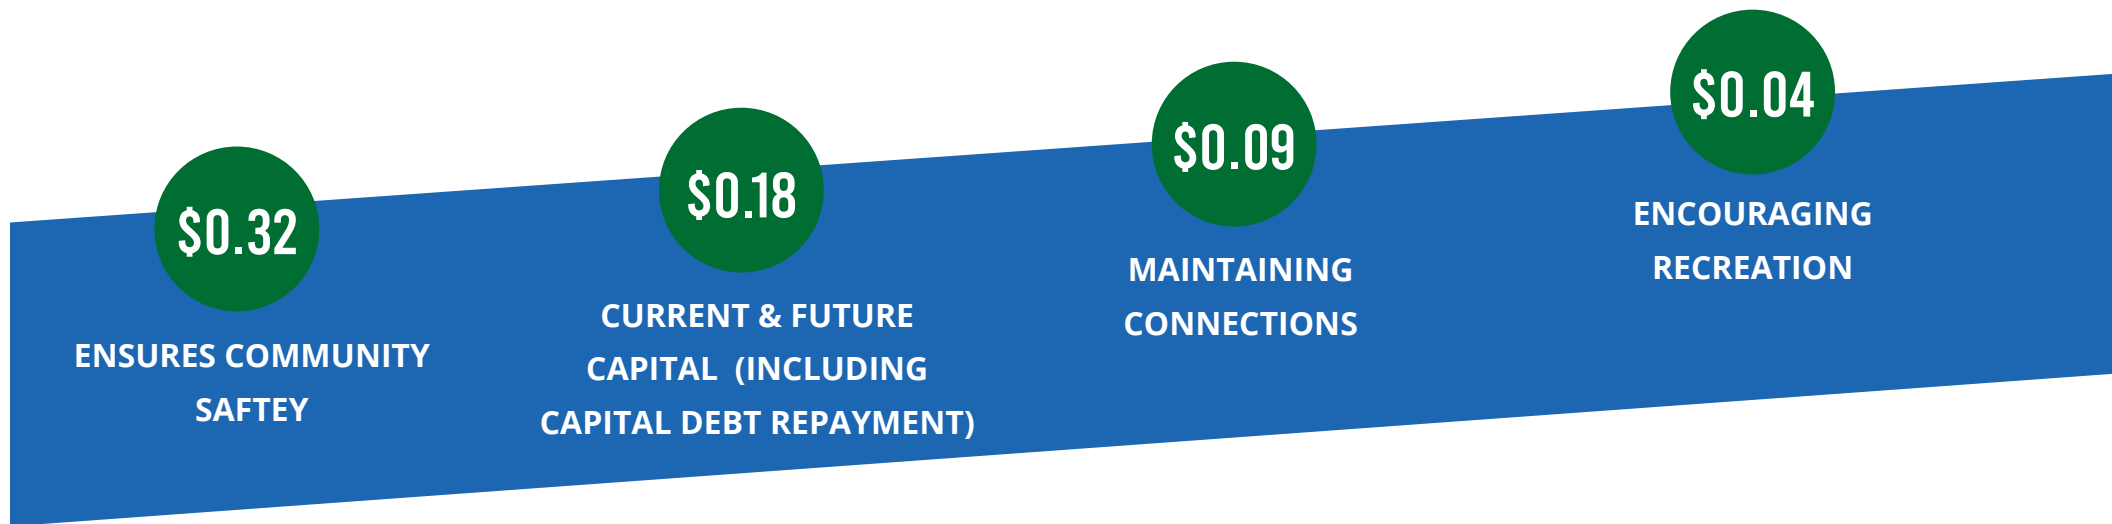 $0.32
ENSURES COMMUNITY
SAFTEY
$0.18
CURRENT & FUTURE
CAPITAL (INCLUDING
CAPITAL DEBT REPAYMENT)
$0.09
MAINTAINING
CONNECTIONS
$0.04
ENCOURAGING
RECREATION